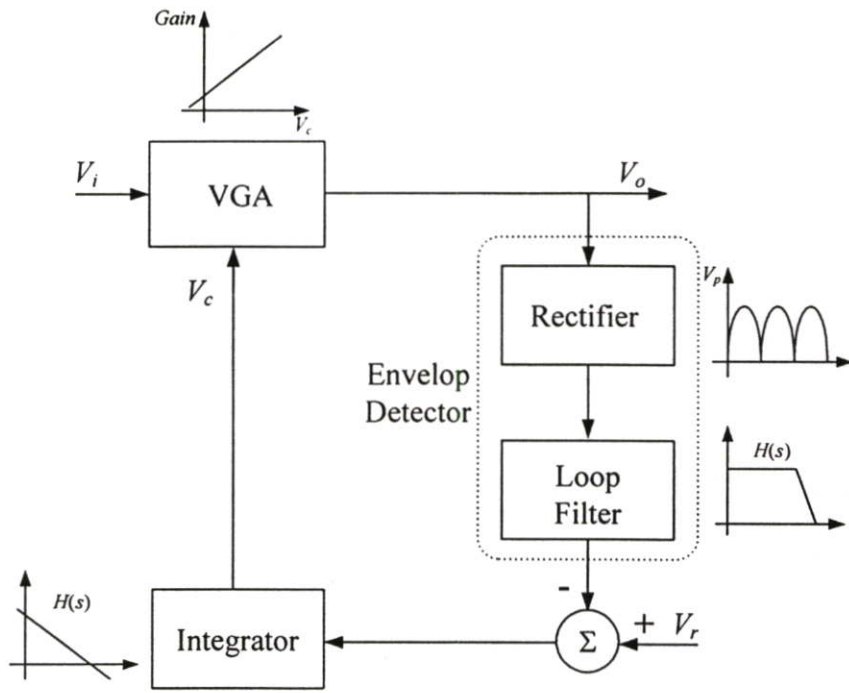 Gain
V_c
V_i
VGA
V_o
V_c
V_p
Rectifier
Envelop
Detector
Loop
Filter
H(s)
-
H(s)
Integrator
Σ
+ V_r